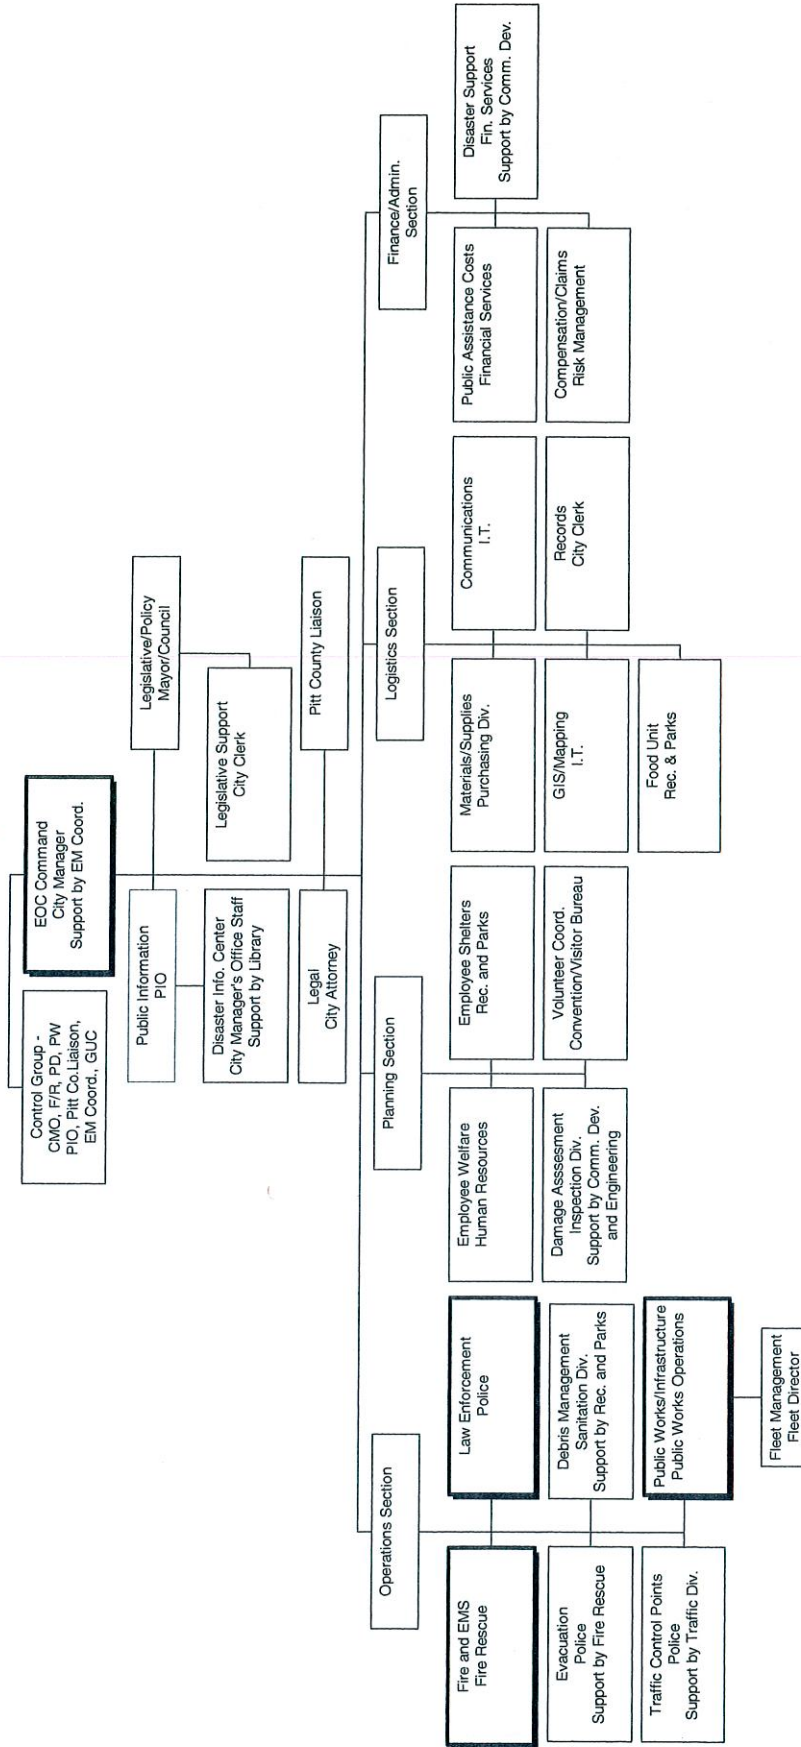 Control Group -
CMO, F/R, PD, PW
PIO, Pitt Co.Liaison,
EM Coord., GUC
EOC Command
City Manager
Support by EM Coord.
Public Information
PIO
Legislative/Policy
Mayor/Council
Disaster Info. Center
City Manager's Office Staff
Support by Library
Legislative Support
City Clerk
Legal
City Attorney
Pitt County Liaison
Operations Section
Planning Section
Logistics Section
Finance/Admin.
Section
Fire and EMS
Fire Rescue
Law Enforcement
Police
Evacuation
Police
Support by Fire Rescue
Debris Management
Sanitation Div.
Support by Rec. and Parks
Traffic Control Points
Police
Support by Traffic Div.
Public Works/Infrastructure
Public Works Operations
Fleet Management
Fleet Director
Employee Welfare
Human Resources
Employee Shelters
Rec. and Parks
Damage Asssesment
Inspection Div.
Support by Comm. Dev.
and Engineering
Volunteer Coord.
Convention/Visitor Bureau
Materials/Supplies
Purchasing Div.
Communications
I.T.
GIS/Mapping
I.T.
Records
City Clerk
Food Unit
Rec. & Parks
Public Assistance Costs
Financial Services
Disaster Support
Fin. Services
Support by Comm. Dev.
Compensation/Claims
Risk Management